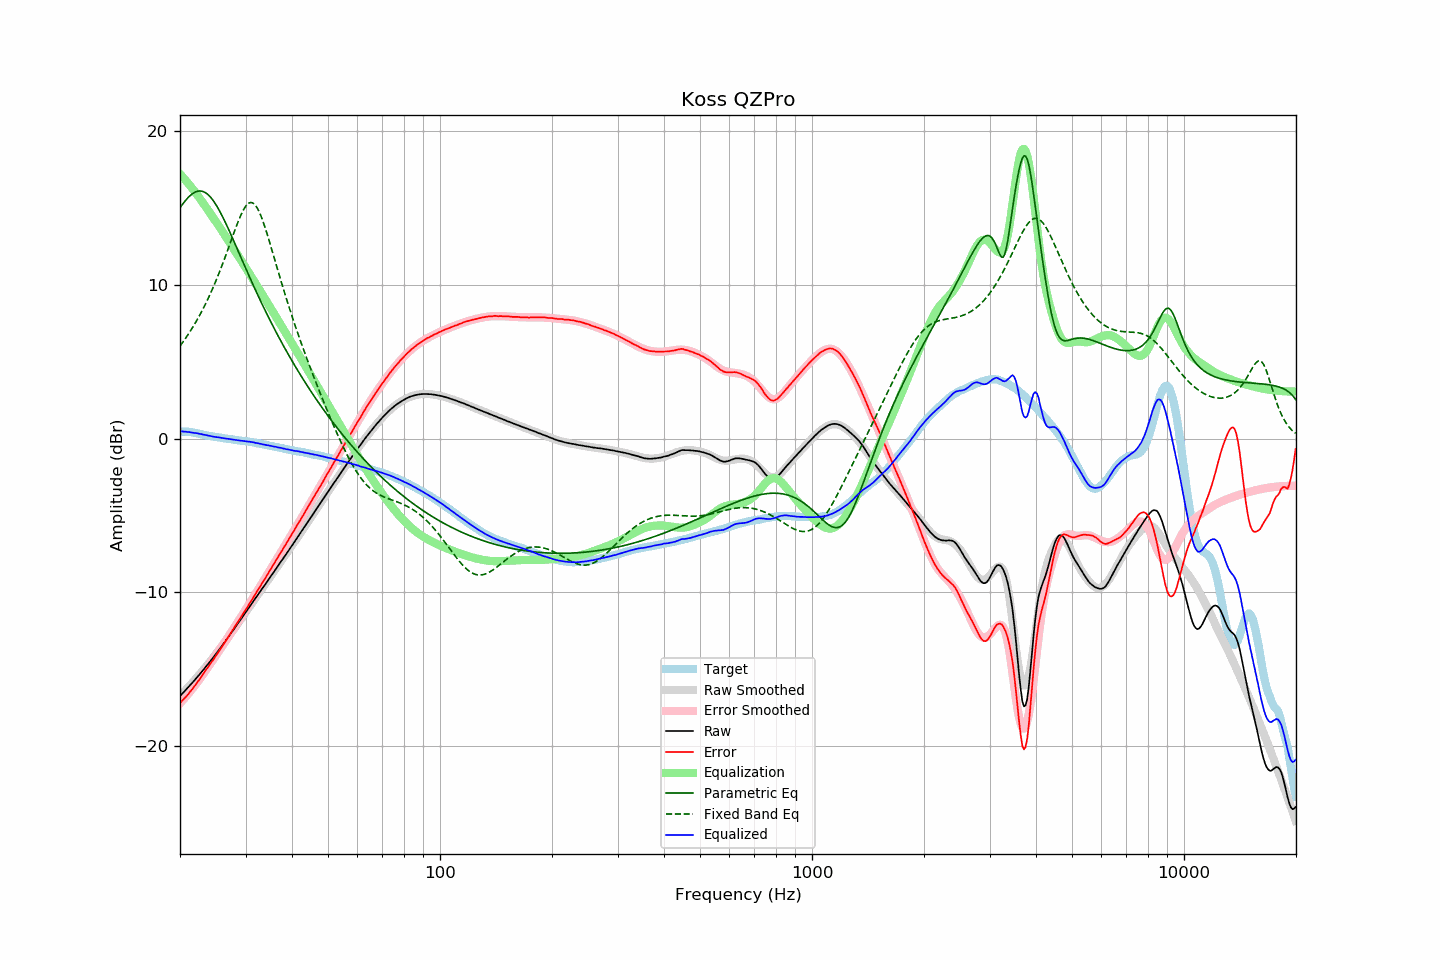 Koss QZPro
Amplitude (dBr)
20
10
0
−10
−20
100
1000
10000
Frequency (Hz)
Target
Raw Smoothed
Error Smoothed
Raw
Error
Equalization
Parametric Eq
Fixed Band Eq
Equalized